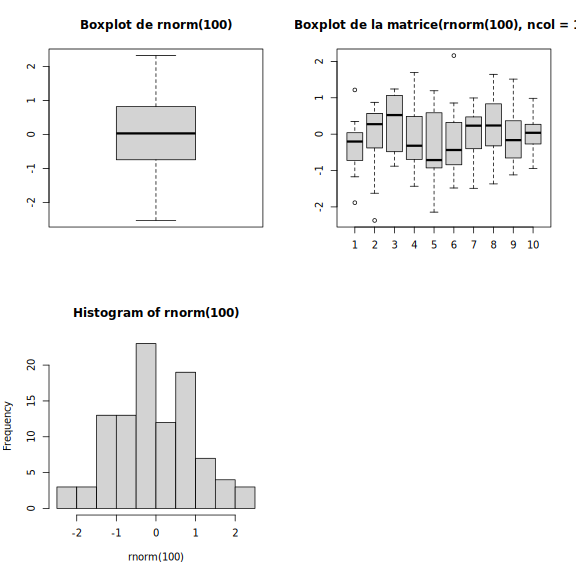 Boxplot de rnorm(100)
2
1
0
-1
-2
Boxplot de la matrice(rnorm(100), ncol = 1
2
1
0
-1
-2
1 2 3 4 5 6 7 8 9 10
Histogram of rnorm(100)
Frequency
20
15
10
5
0
-2 -1 0 1 2
rnorm(100)